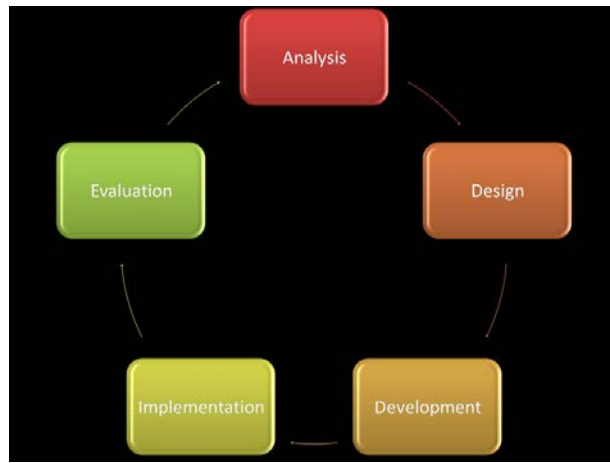 Analysis
Design
Development
Implementation
Evaluation